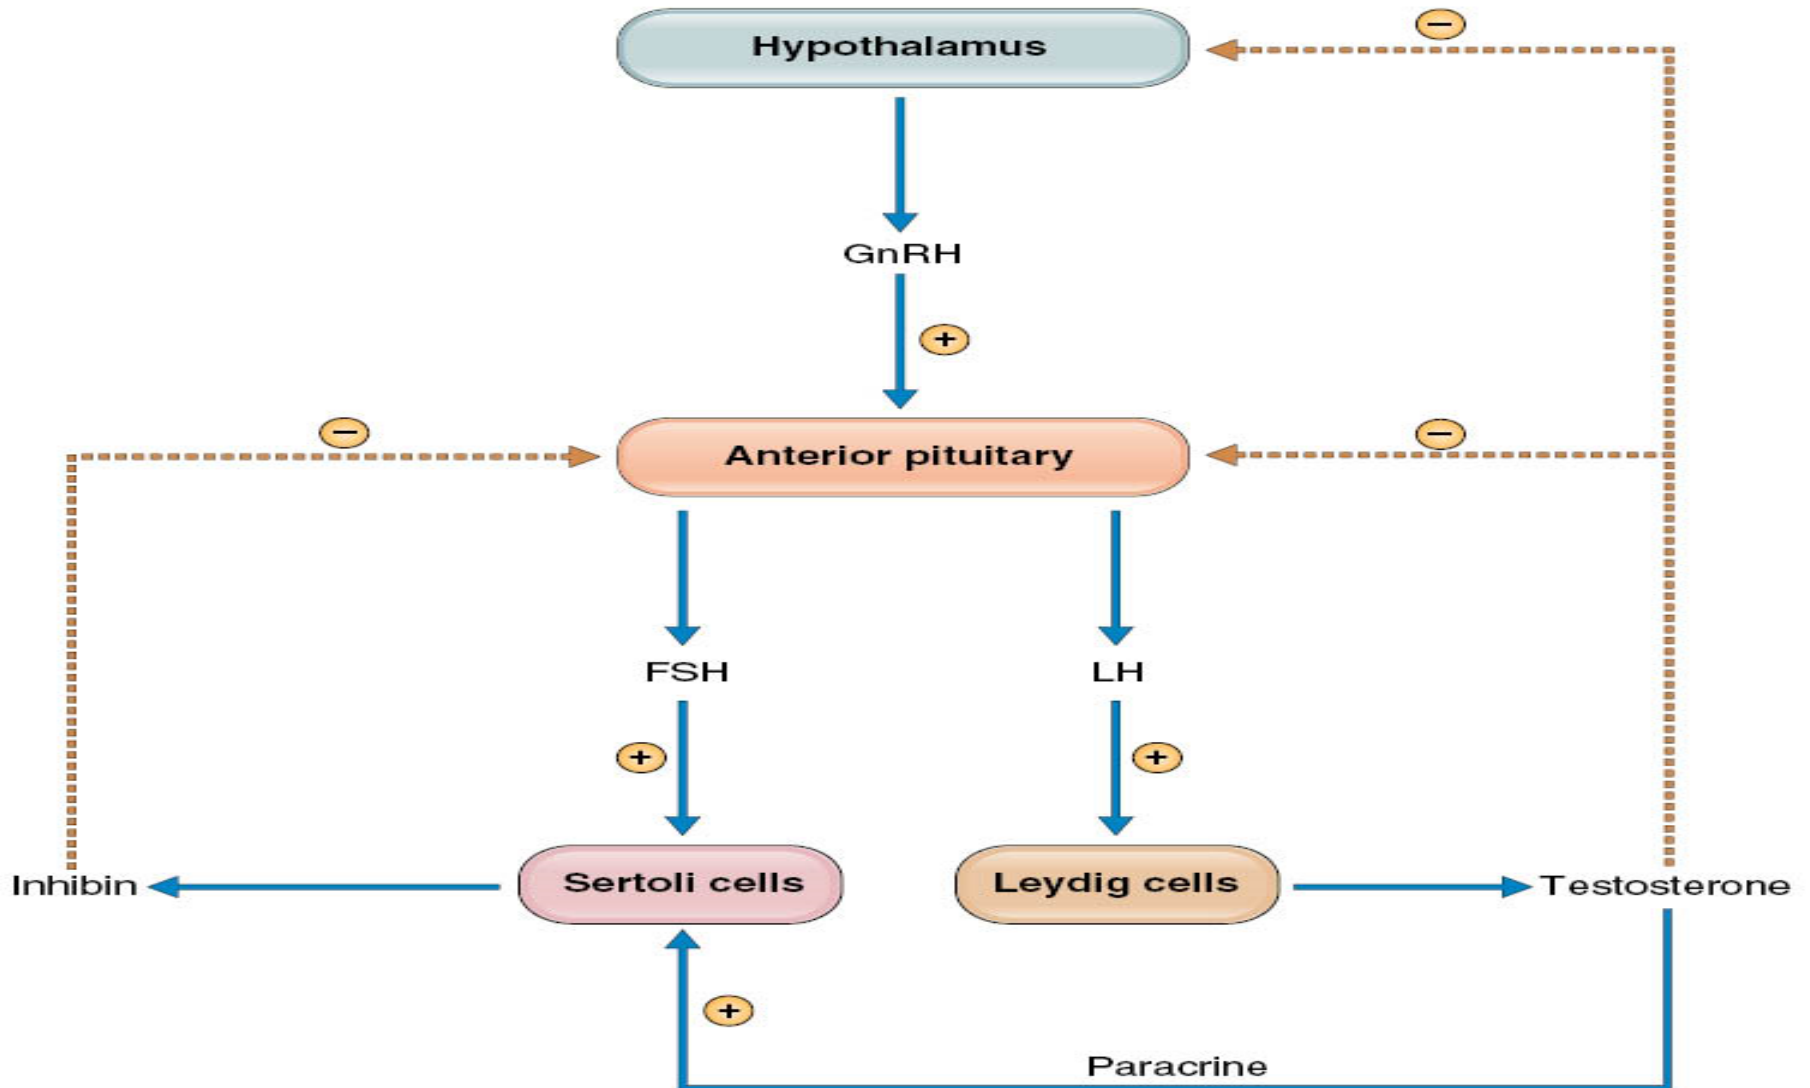 Hypothalamus
−
GnRH
+
−
Anterior pituitary
−
FSH
LH
+
+
Inhibin
Sertoli cells
Leydig cells
Testosterone
+
Paracrine